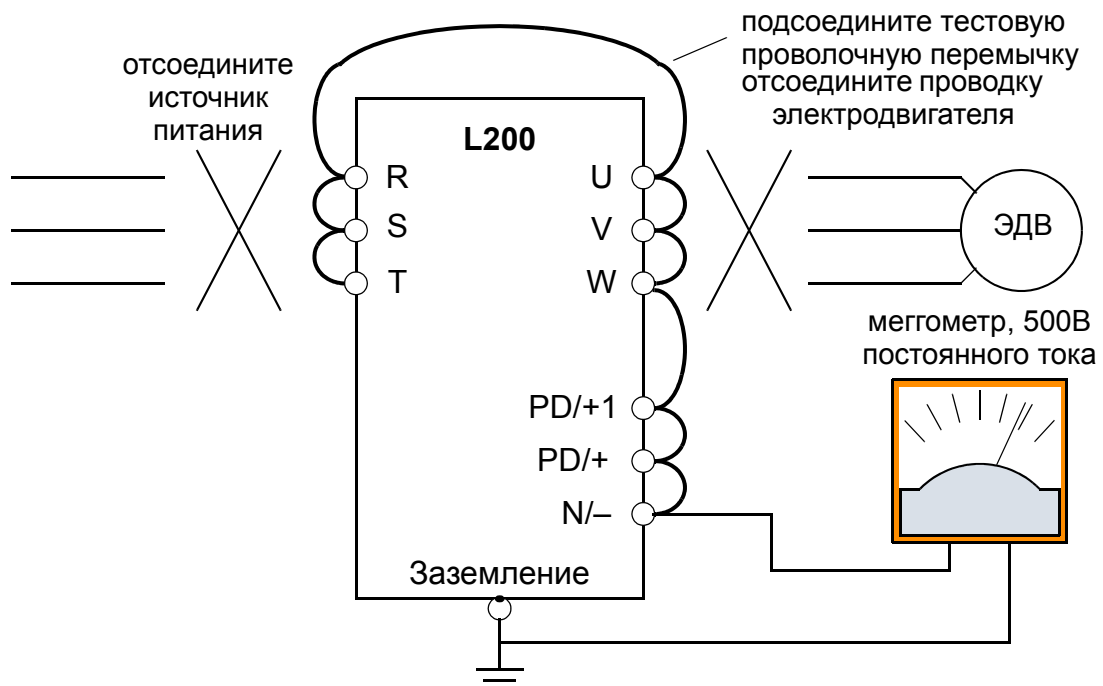 подсоедините тестовую
проволочную перемычку
отсоедините проводку
электродвигателя
отсоедините
источник
питания
L200
R
U
S
V
T
W
ЭДВ
меггометр, 500В
постоянного тока
PD/+1
PD/+
N/–
Заземление